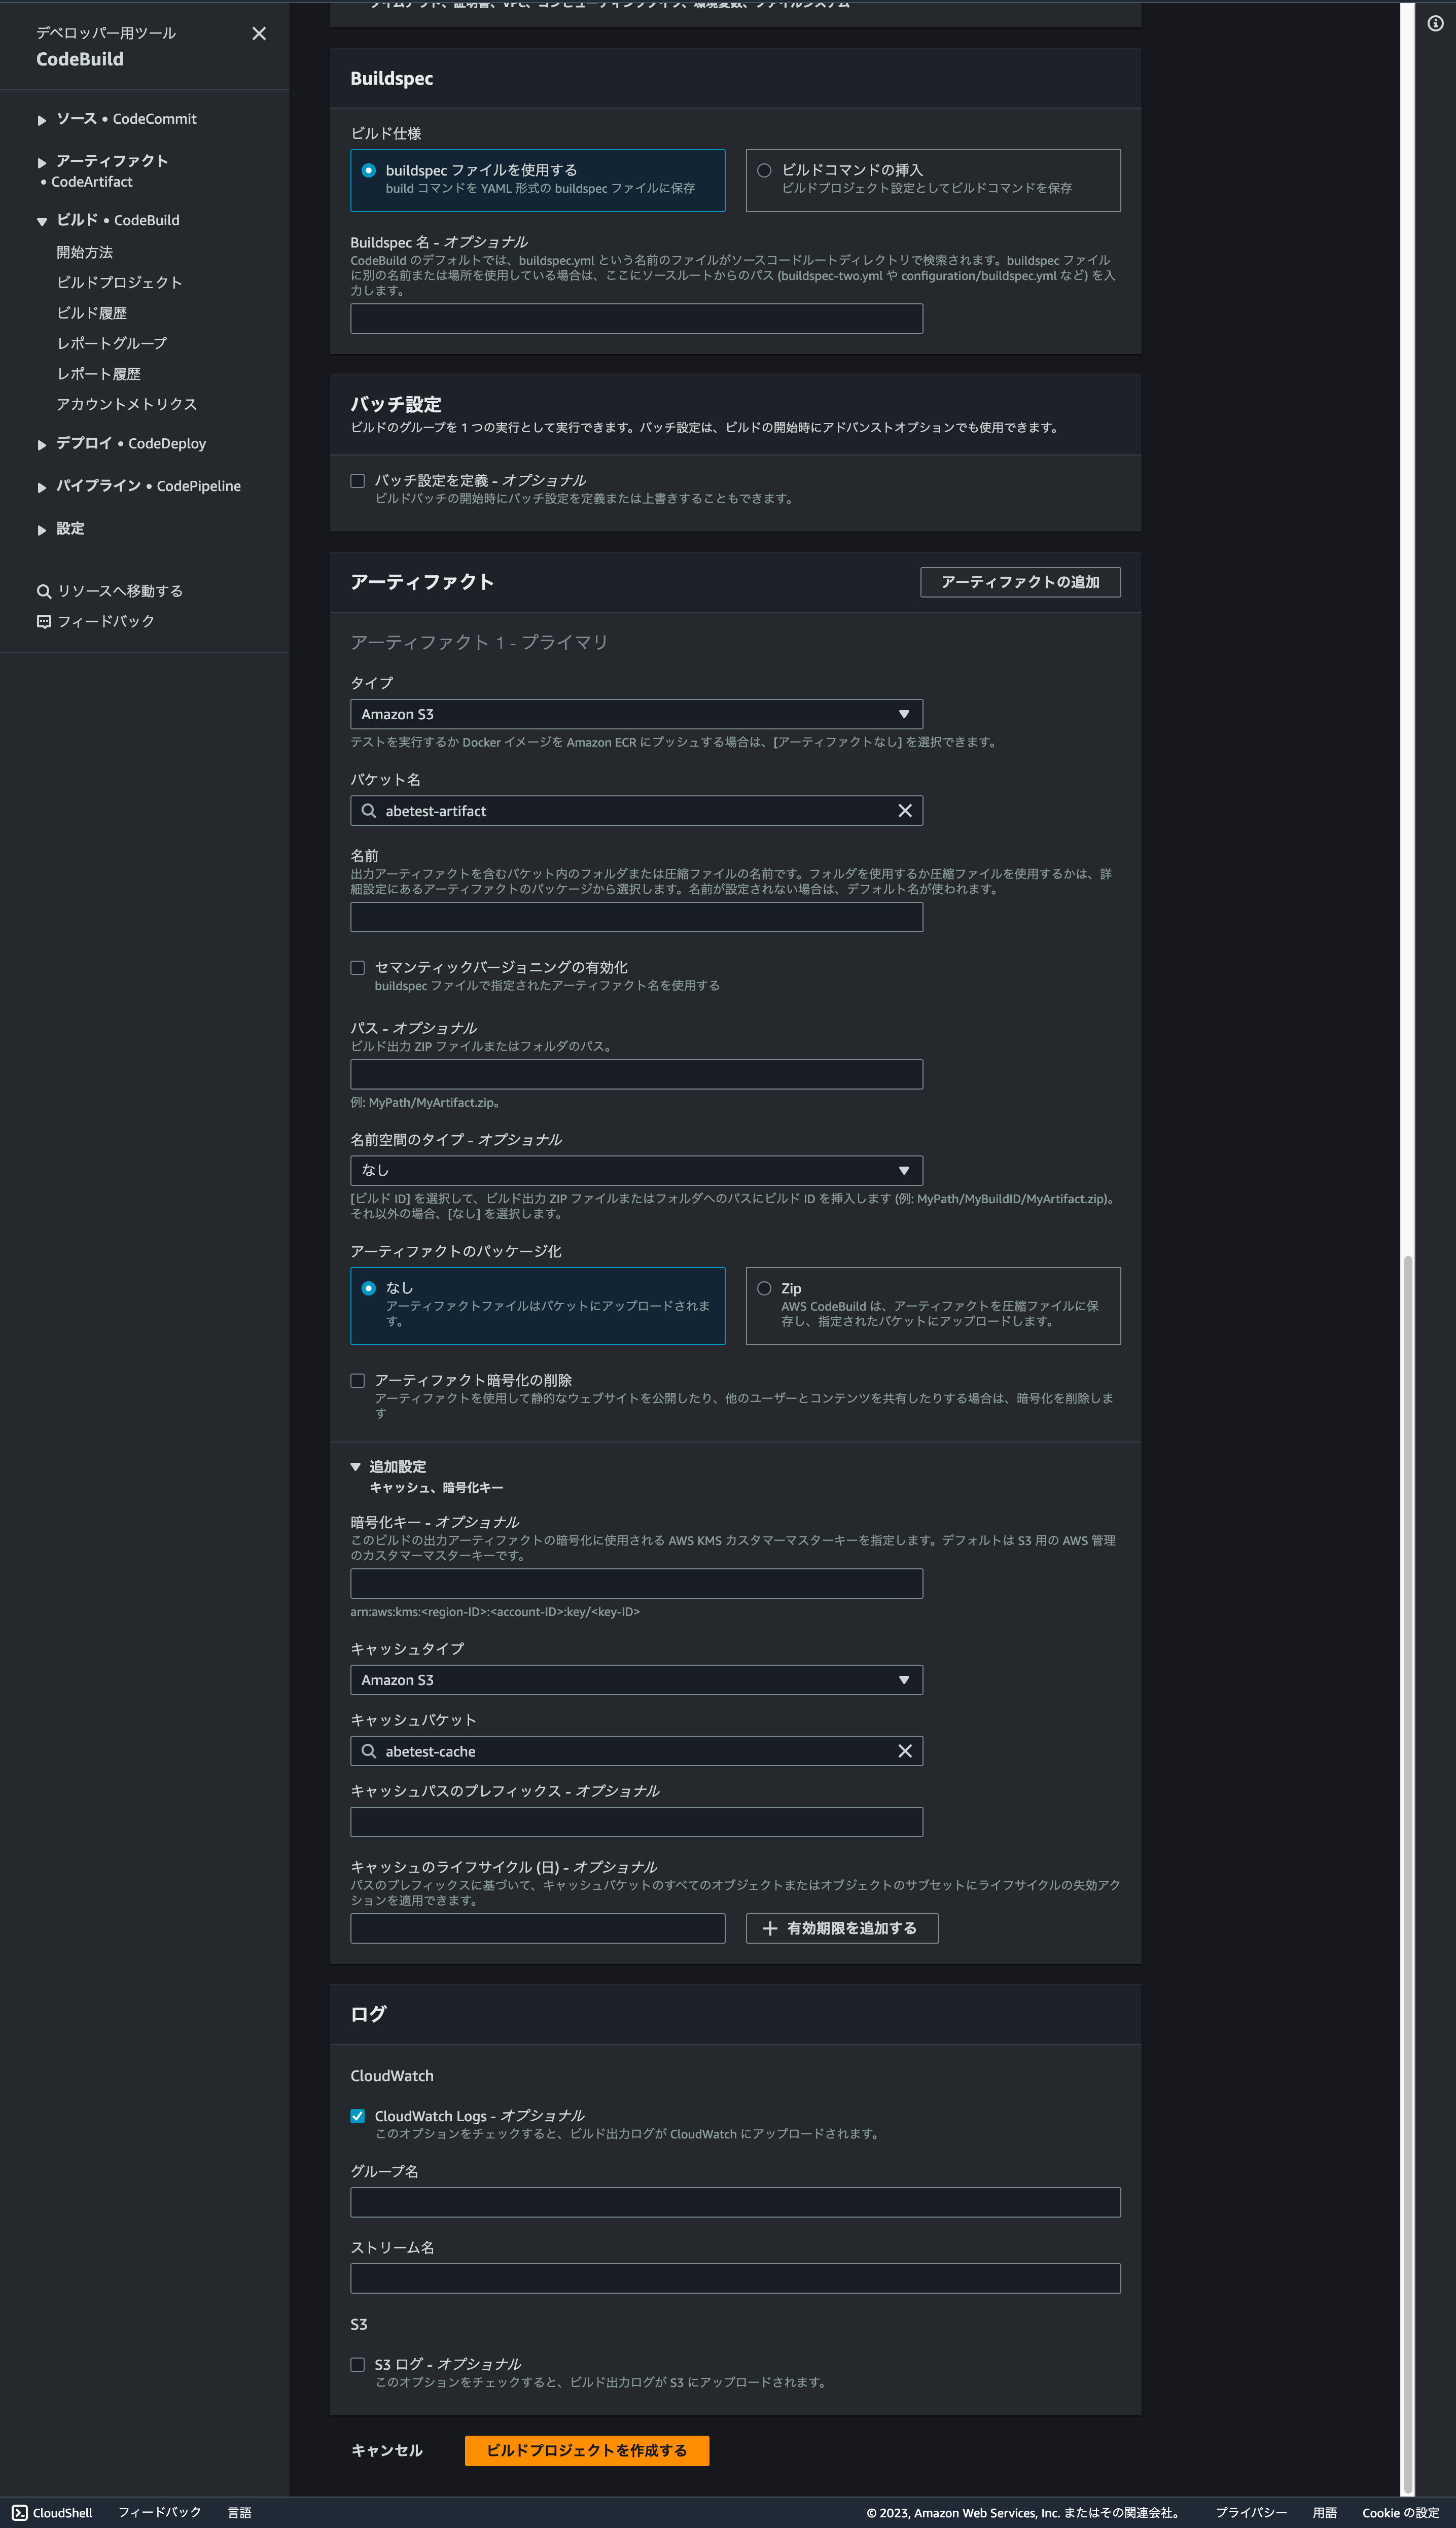 デベロッパー用ツール
CodeBuild
ソース • CodeCommit
アーティファクト
• CodeArtifact
ビルド • CodeBuild
開始方法
ビルドプロジェクト
ビルド履歴
レポートグループ
レポート履歴
アカウントメトリクス
デプロイ • CodeDeploy
パイプライン • CodePipeline
設定
リソースへ移動する
フィードバック
タイムアウト、証明書、VPC、コンピューティングタイプ、環境変数、ファイルシステム
Buildspec
ビルド仕様
buildspec ファイルを使用する
build コマンドを YAML 形式の buildspec ファイルに保存
ビルドコマンドの挿入
ビルドプロジェクト設定としてビルドコマンドを保存
Buildspec 名 - オプショナル
CodeBuild のデフォルトでは、buildspec.yml という名前のファイルがソースコードルートディレクトリで検索されます。buildspec ファイル
に別の名前または場所を使用している場合は、ここにソースルートからのパス (buildspec-two.yml や configuration/buildspec.yml など) を入
力します。
バッチ設定
ビルドのグループを 1 つの実行として実行できます。バッチ設定は、ビルドの開始時にアドバンストオプションでも使用できます。
バッチ設定を定義 - オプショナル
ビルドバッチの開始時にバッチ設定を定義または上書きすることもできます。
アーティファクト
アーティファクトの追加
アーティファクト 1 - プライマリ
タイプ
Amazon S3
テストを実行するか Docker イメージを Amazon ECR にプッシュする場合は、[アーティファクトなし] を選択できます。
バケット名
abetest-artifact
名前
出力アーティファクトを含むバケット内のフォルダまたは圧縮ファイルの名前です。フォルダを使用するか圧縮ファイルを使用するかは、詳
細設定にあるアーティファクトのパッケージから選択します。名前が設定されない場合は、デフォルト名が使われます。
セマンティックバージョニングの有効化
buildspec ファイルで指定されたアーティファクト名を使用する
パス - オプショナル
ビルド出力 ZIP ファイルまたはフォルダのパス。
例: MyPath/MyArtifact.zip。
名前空間のタイプ - オプショナル
なし
[ビルド ID] を選択して、ビルド出力 ZIP ファイルまたはフォルダへのパスにビルド ID を挿入します (例: MyPath/MyBuildID/MyArtifact.zip)。
それ以外の場合、[なし] を選択します。
アーティファクトのパッケージ化
なし
アーティファクトファイルはバケットにアップロードされま
す。
Zip
AWS CodeBuild は、アーティファクトを圧縮ファイルに保
存し、指定されたバケットにアップロードします。
アーティファクト暗号化の削除
アーティファクトを使用して静的なウェブサイトを公開したり、他のユーザーとコンテンツを共有したりする場合は、暗号化を削除しま
す
追加設定
キャッシュ、暗号化キー
暗号化キー - オプショナル
このビルドの出力アーティファクトの暗号化に使用される AWS KMS カスタマーマスターキーを指定します。デフォルトは S3 用の AWS 管理
のカスタマーマスターキーです。
arn:aws:kms:<region-ID>:<account-ID>:key/<key-ID>
キャッシュタイプ
Amazon S3
キャッシュバケット
abetest-cache
キャッシュパスのプレフィックス - オプショナル
キャッシュのライフサイクル (日) - オプショナル
パスのプレフィックスに基づいて、キャッシュバケットのすべてのオブジェクトまたはオブジェクトのサブセットにライフサイクルの失効アク
ションを適用できます。
有効期限を追加する
ログ
CloudWatch
CloudWatch Logs - オプショナル
このオプションをチェックすると、ビルド出力ログが CloudWatch にアップロードされます。
グループ名
ストリーム名
S3
S3 ログ - オプショナル
このオプションをチェックすると、ビルド出力ログが S3 にアップロードされます。
キャンセル
ビルドプロジェクトを作成する
CloudShell フィードバック 言語 © 2023, Amazon Web Services, Inc. またはその関連会社。 プライバシー 用語 Cookie の設定